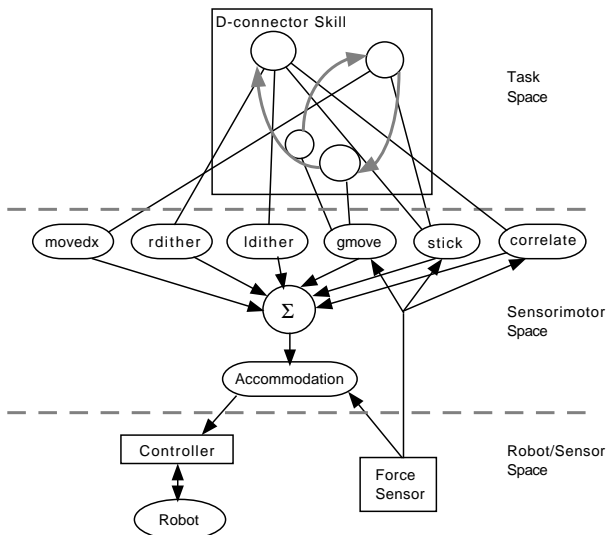 D-connector Skill
Task
Space
movedx
rdither
ldither
gmove
stick
correlate
Σ
Sensorimotor
Space
Accommodation
Controller
Force
Sensor
Robot/Sensor
Space
Robot